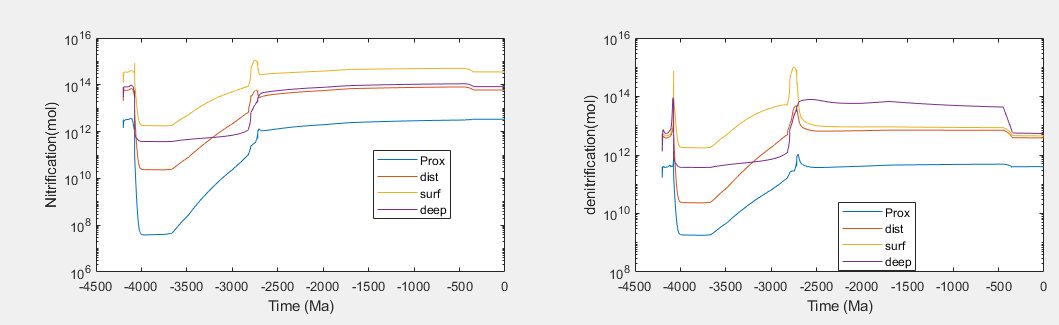 Nitrification(mol)
10^16
10^14
10^12
10^10
10^8
10^6
-4500 -4000 -3500 -3000 -2500 -2000 -1500 -1000 -500 0
Time (Ma)
Prox
dist
surf
deep
denitrification(mol)
10^16
10^14
10^12
10^10
10^8
-4500 -4000 -3500 -3000 -2500 -2000 -1500 -1000 -500 0
Time (Ma)
Prox
dist
surf
deep